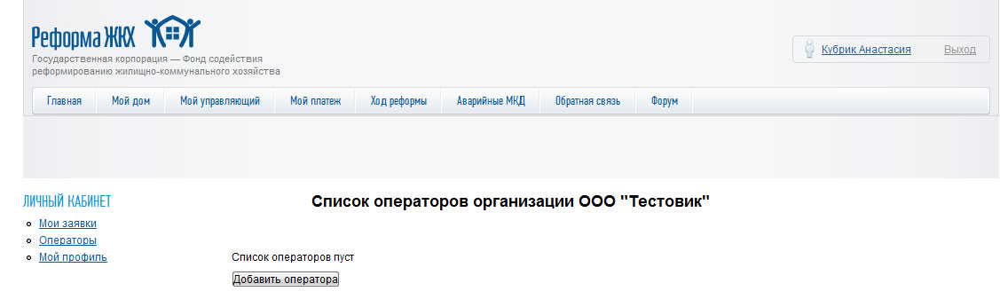 Реформа ЖКХ
Государственная корпорация — Фонд содействия
реформированию жилищно-коммунального хозяйства
Кубрик Анастасия Выход
Главная Мой дом Мой управляющий Мой платеж Ход реформы Аварийные МКД Обратная связь Форум
ЛИЧНЫЙ КАБИНЕТ
Мои заявки
Операторы
Мой профиль
Список операторов организации ООО "Тестовик"
Список операторов пуст
Добавить оператора